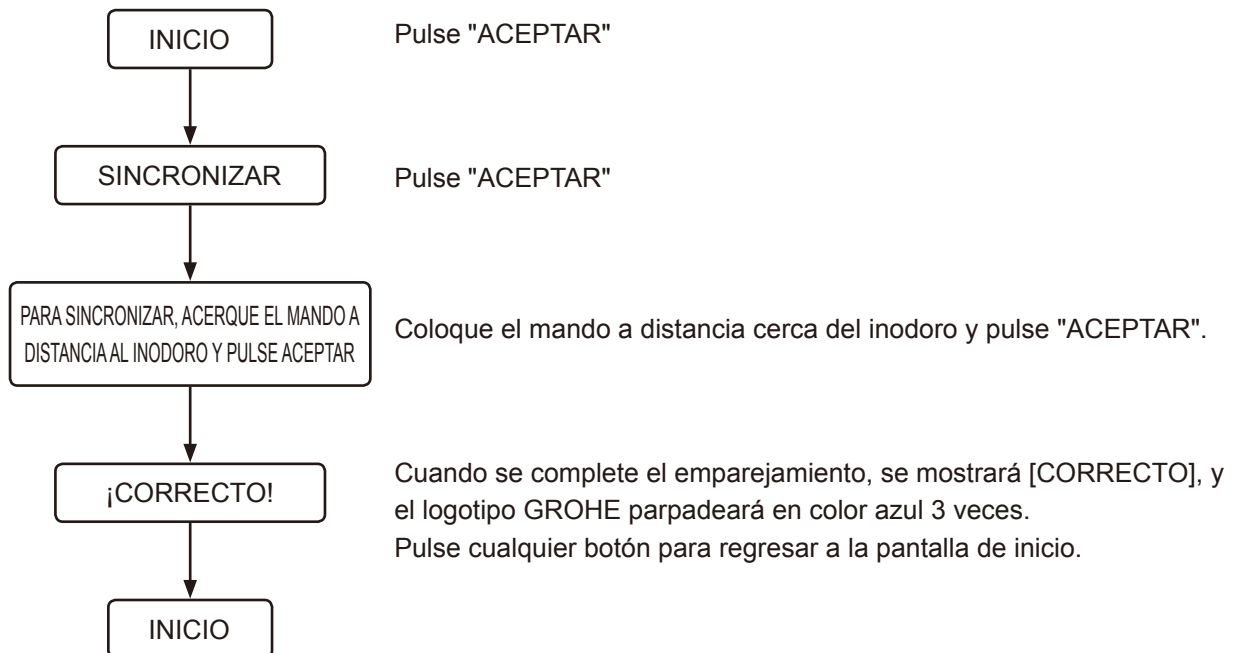 INICIO
Pulse "ACEPTAR"
SINCRONIZAR
Pulse "ACEPTAR"
PARA SINCRONIZAR, ACERQUE EL MANDO A
DISTANCIA AL INODORO Y PULSE ACEPTAR
Coloque el mando a distancia cerca del inodoro y pulse "ACEPTAR".
¡CORRECTO!
Cuando se complete el emparejamiento, se mostrará [CORRECTO], y
el logotipo GROHE parpadeará en color azul 3 veces.
Pulse cualquier botón para regresar a la pantalla de inicio.
INICIO